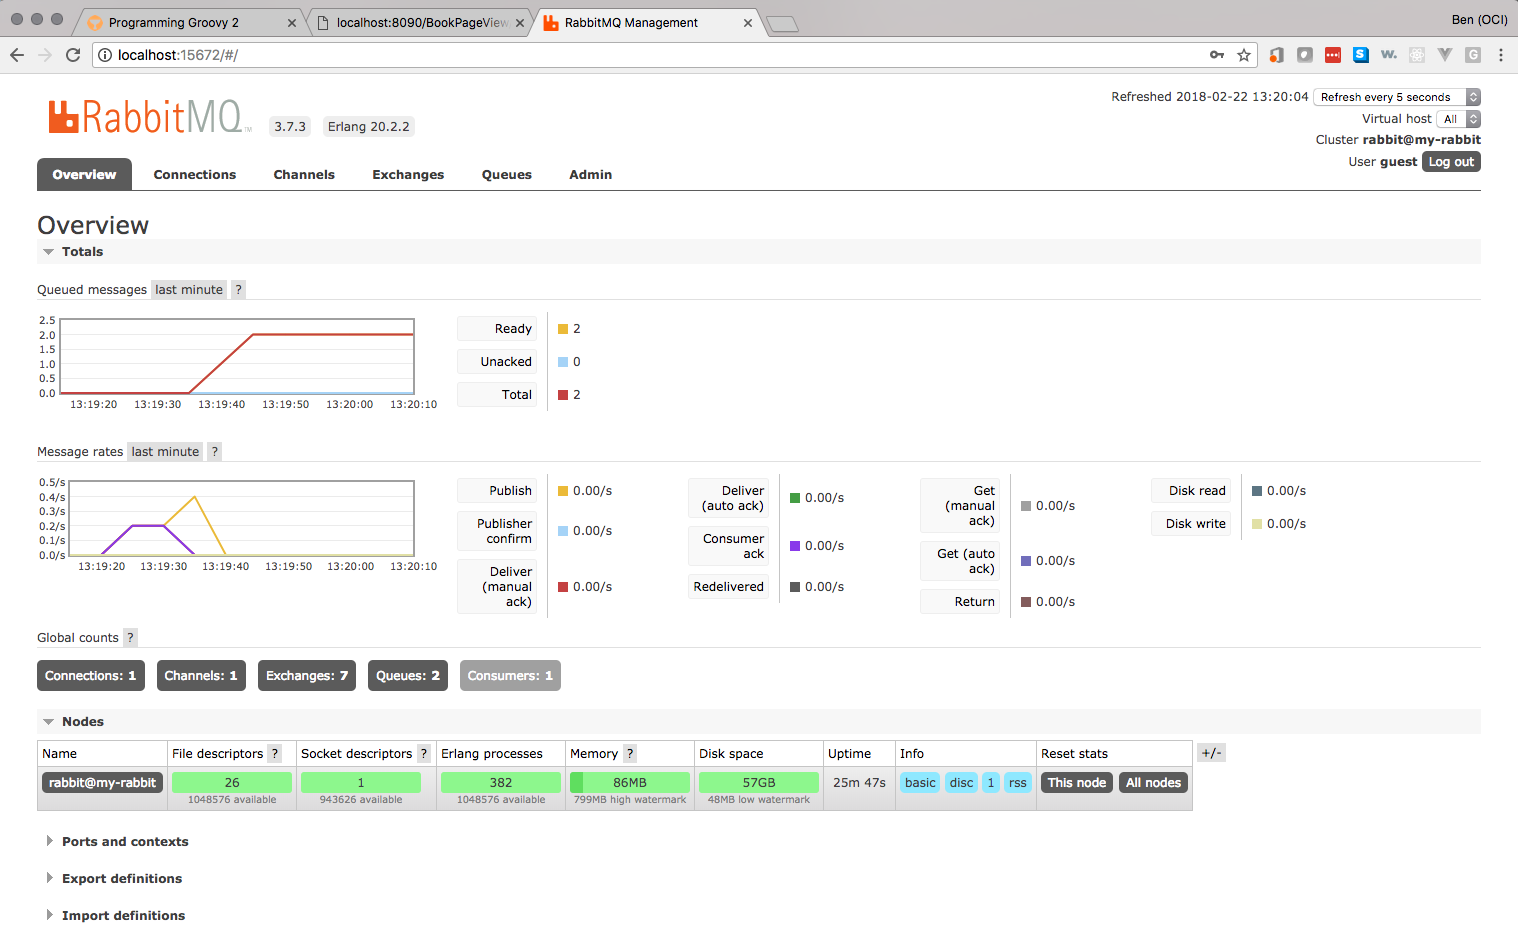 Programming Groovy 2
localhost:8090/BookPageView
RabbitMQ Management
Ben (OCI)
localhost:15672/#/
RabbitMQ
3.7.3
Erlang 20.2.2
Refreshed 2018-02-22 13:20:04 Refresh every 5 seconds
Virtual host All
Cluster rabbit@my-rabbit
User guest Log out
Overview Connections Channels Exchanges Queues Admin
Overview
Totals
Queued messages last minute ?
2.5
2.0
1.5
1.0
0.5
0.0
13:19:20 13:19:30 13:19:40 13:19:50 13:20:00 13:20:10
Ready 2
Unacked 0
Total 2
Message rates last minute ?
0.5/s
0.4/s
0.3/s
0.2/s
0.1/s
0.0/s
13:19:20 13:19:30 13:19:40 13:19:50 13:20:00 13:20:10
Publish 0.00/s
Publisher
confirm 0.00/s
Deliver
(manual 0.00/s
ack)
Deliver
(auto ack) 0.00/s
Consumer
ack 0.00/s
Redelivered 0.00/s
Get
(manual 0.00/s
ack)
Get (auto
ack) 0.00/s
Return 0.00/s
Disk read 0.00/s
Disk write 0.00/s
Global counts ?
Connections: 1 Channels: 1 Exchanges: 7 Queues: 2 Consumers: 1
Nodes
Name File descriptors ? Socket descriptors ? Erlang processes Memory ? Disk space Uptime Info Reset stats +/-
rabbit@my-rabbit 26 1 382 86MB 57GB 25m 47s basic disc 1 rss This node All nodes
1048576 available 943626 available 1048576 available 799MB high watermark 48MB low watermark
Ports and contexts
Export definitions
Import definitions